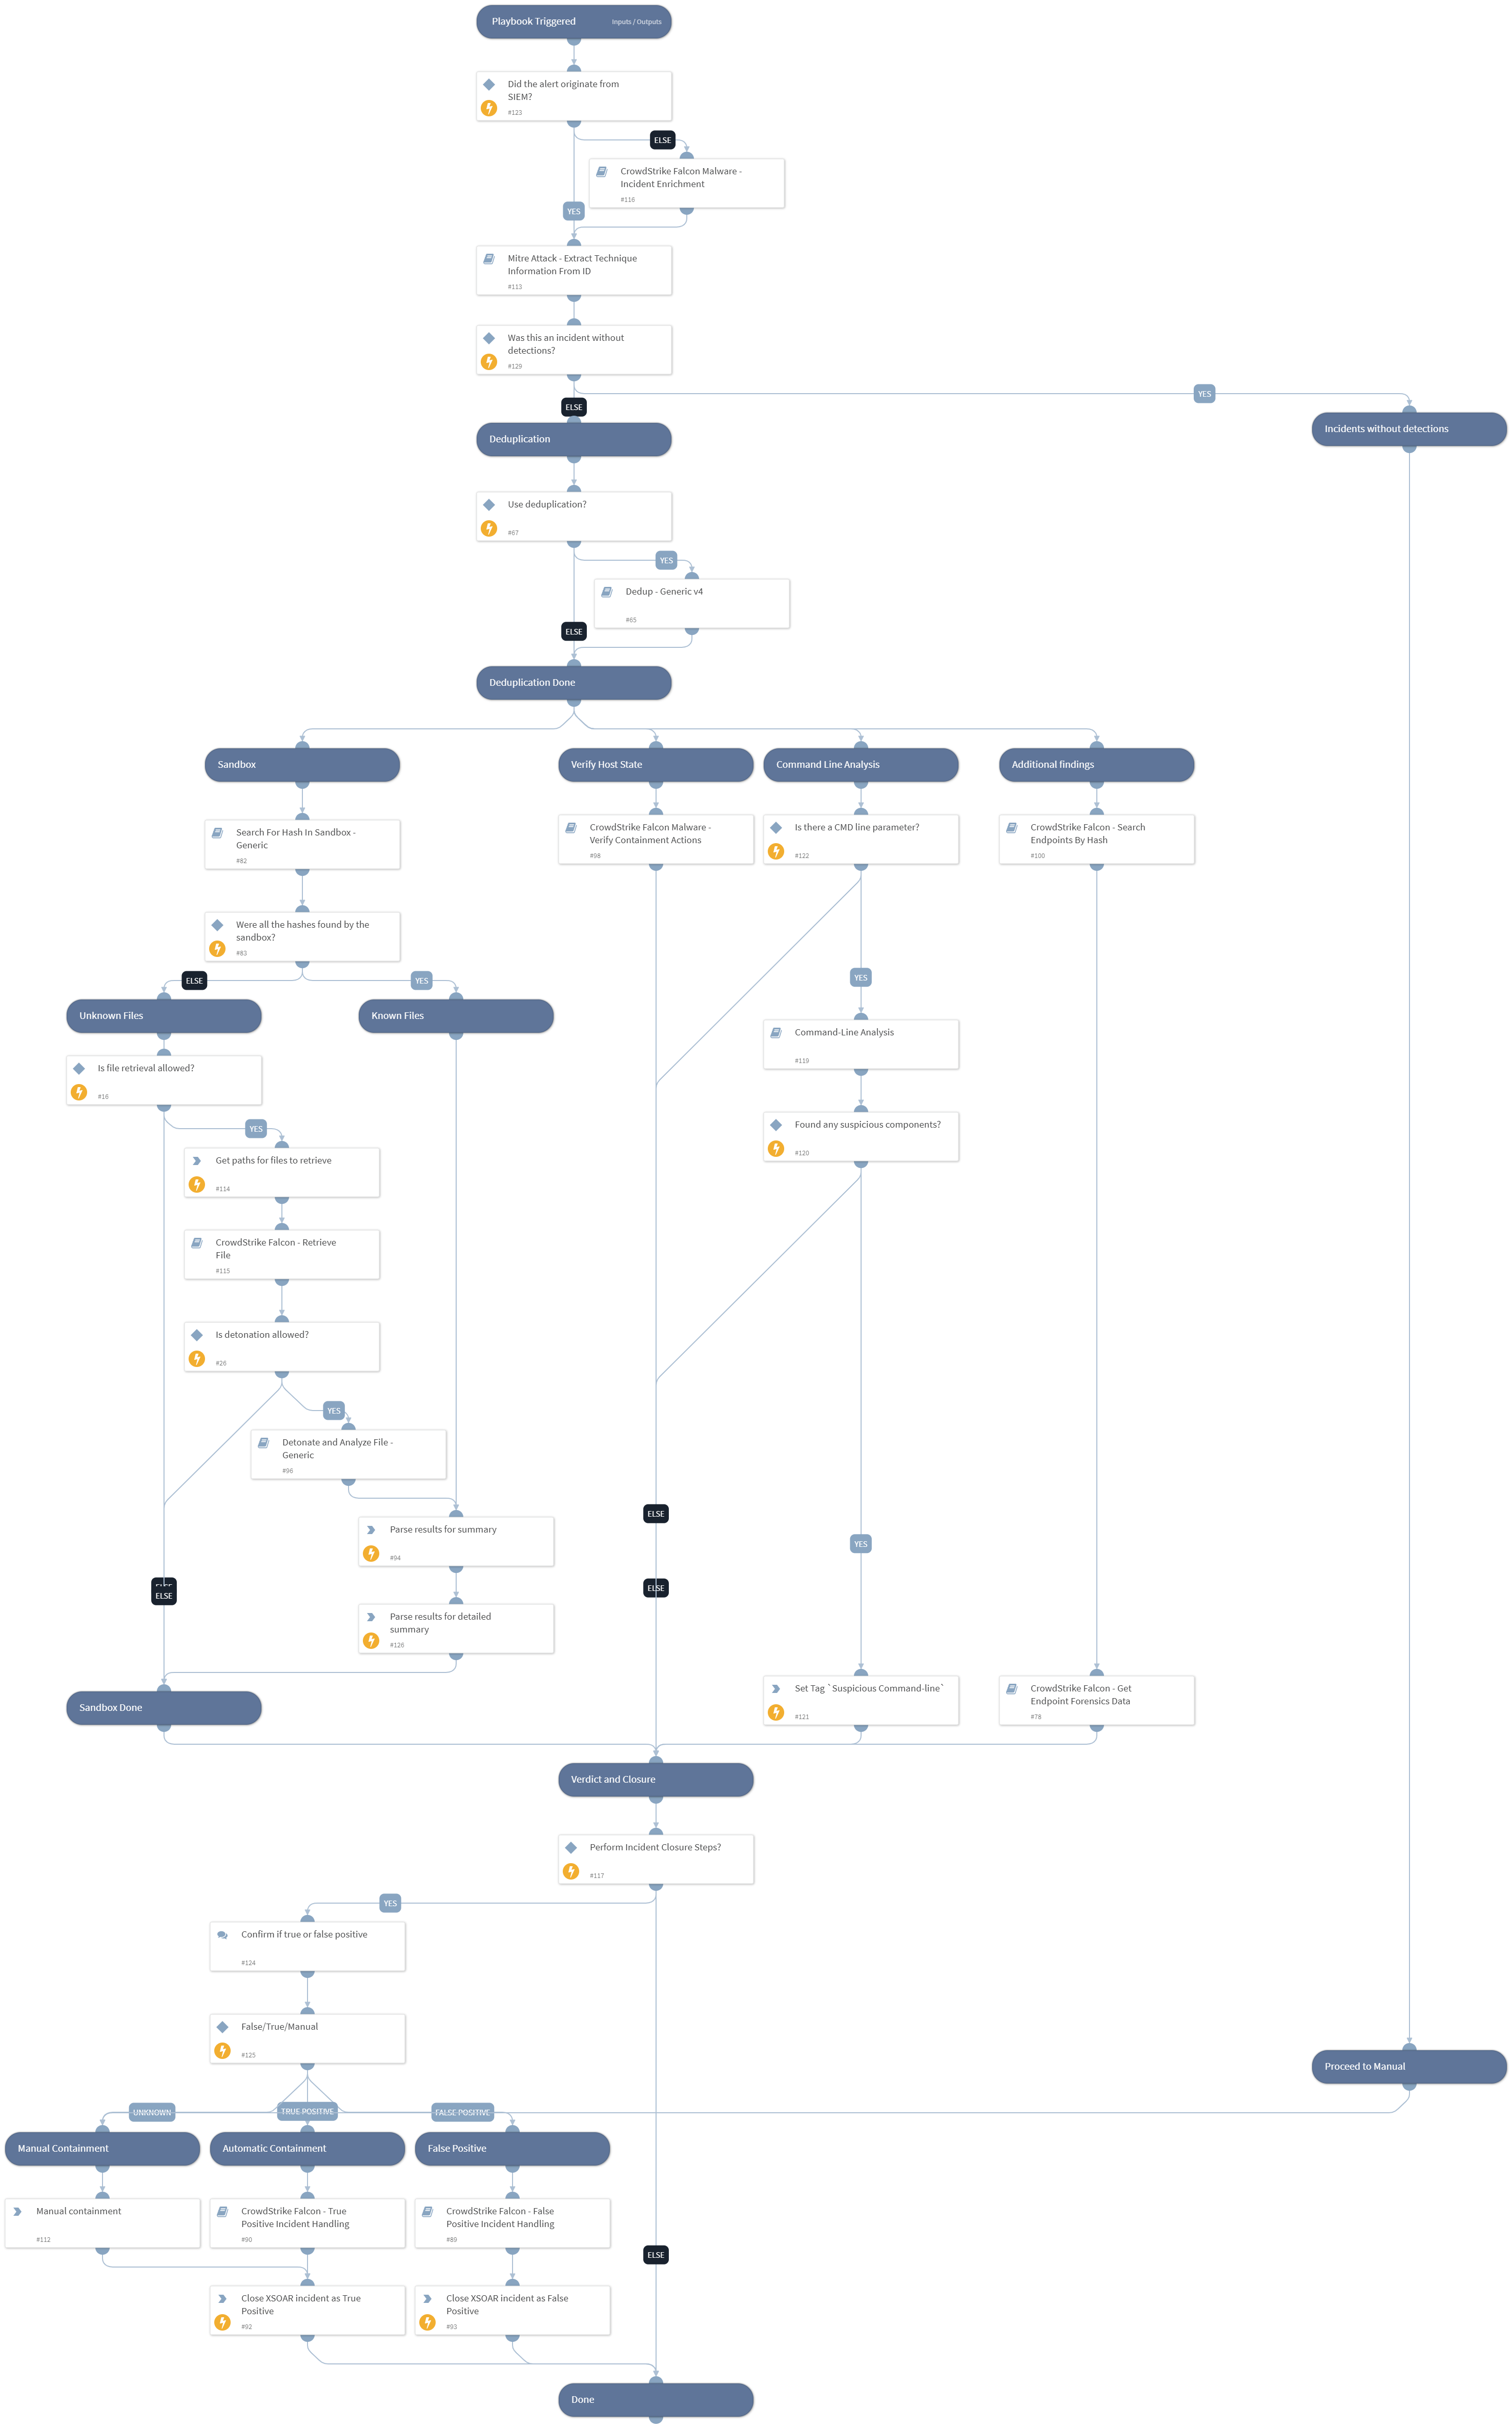 Playbook Triggered
Inputs / Outputs
Did the alert originate from
SIEM?
#123
ELSE
CrowdStrike Falcon Malware -
Incident Enrichment
#116
YES
Mitre Attack - Extract Technique
Information From ID
#113
Was this an incident without
detections?
#129
YES
ELSE
Incidents without detections
Deduplication
Use deduplication?
#67
YES
Dedup - Generic v4
#65
ELSE
Deduplication Done
Sandbox
Verify Host State
Command Line Analysis
Additional findings
Search For Hash In Sandbox -
Generic
#82
CrowdStrike Falcon Malware -
Verify Containment Actions
#98
Is there a CMD line parameter?
#122
CrowdStrike Falcon - Search
Endpoints By Hash
#100
Were all the hashes found by the
sandbox?
#83
ELSE
YES
YES
Unknown Files
Known Files
Command-Line Analysis
#119
Is file retrieval allowed?
#16
YES
Found any suspicious components?
#120
Get paths for files to retrieve
#114
CrowdStrike Falcon - Retrieve
File
#115
Is detonation allowed?
#26
YES
Detonate and Analyze File -
Generic
#96
ELSE
Parse results for summary
#94
YES
ELSE
ELSE
ELSE
Parse results for detailed
summary
#126
Sandbox Done
Set Tag `Suspicious Command-line`
#121
CrowdStrike Falcon - Get
Endpoint Forensics Data
#78
Verdict and Closure
Perform Incident Closure Steps?
#117
YES
Confirm if true or false positive
#124
False/True/Manual
#125
Proceed to Manual
UNKNOWN
TRUE POSITIVE
FALSE POSITIVE
Manual Containment
Automatic Containment
False Positive
Manual containment
#112
CrowdStrike Falcon - True
Positive Incident Handling
#90
CrowdStrike Falcon - False
Positive Incident Handling
#89
ELSE
Close XSOAR incident as True
Positive
#92
Close XSOAR incident as False
Positive
#93
Done